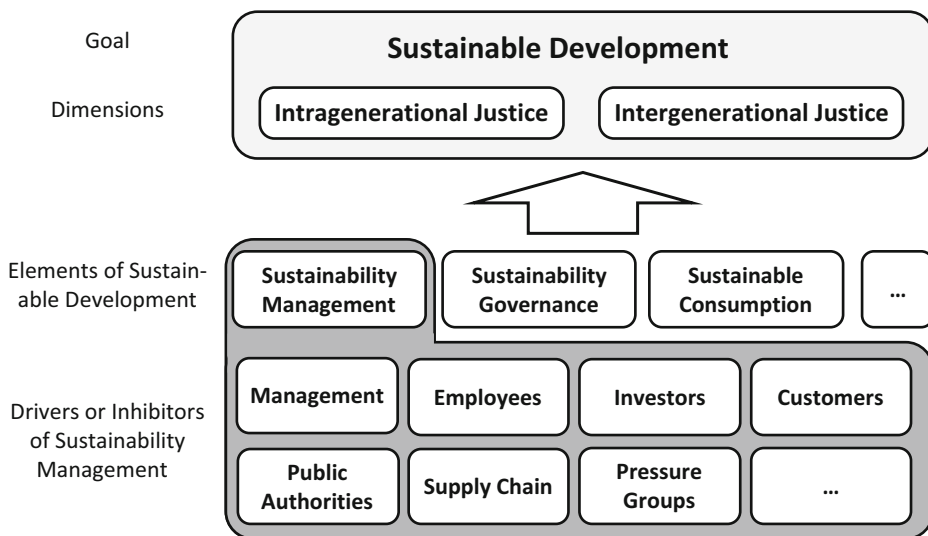 Goal
Sustainable Development
Dimensions
Intragenerational Justice
Intergenerational Justice
Elements of Sustain-
able Development
Sustainability
Management
Sustainability
Governance
Sustainable
Consumption
...
Drivers or Inhibitors
of Sustainability
Management
Management
Employees
Investors
Customers
Public
Authorities
Supply Chain
Pressure
Groups
...